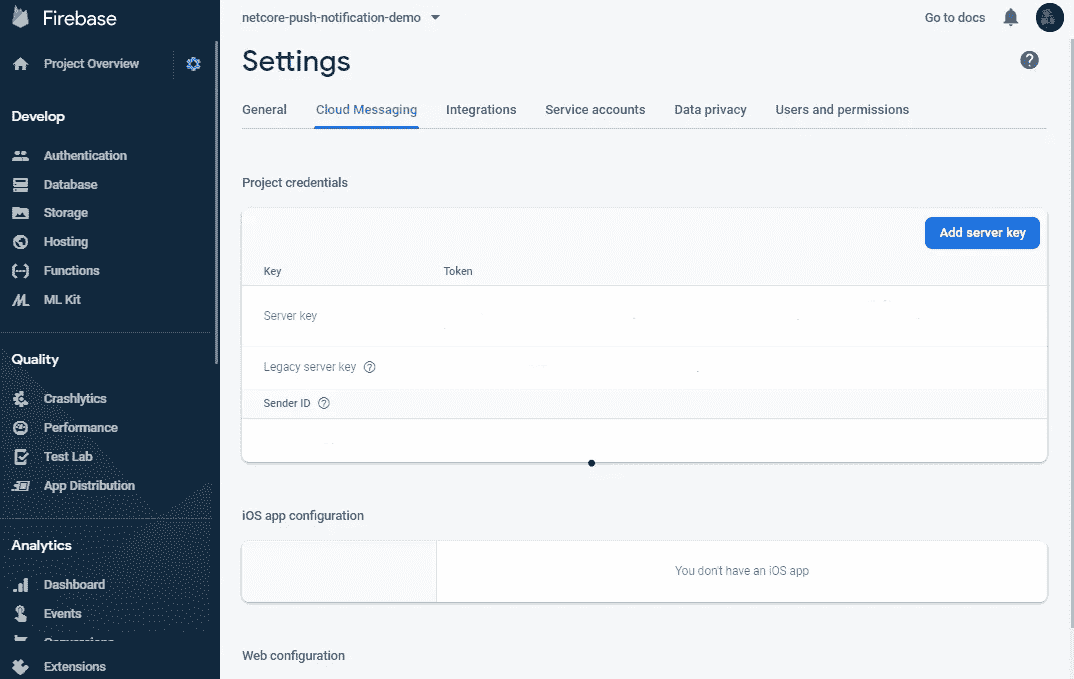 Firebase
Project Overview
Develop
Authentication
Database
Storage
Hosting
Functions
ML Kit
Quality
Crashlytics
Performance
Test Lab
App Distribution
Analytics
Dashboard
Events
Conversions
Extensions
netcore-push-notification-demo
Go to docs
Settings
General Cloud Messaging Integrations Service accounts Data privacy Users and permissions
Project credentials
Add server key
Key Token
Server key
Legacy server key
Sender ID
iOS app configuration
You don't have an iOS app
Web configuration